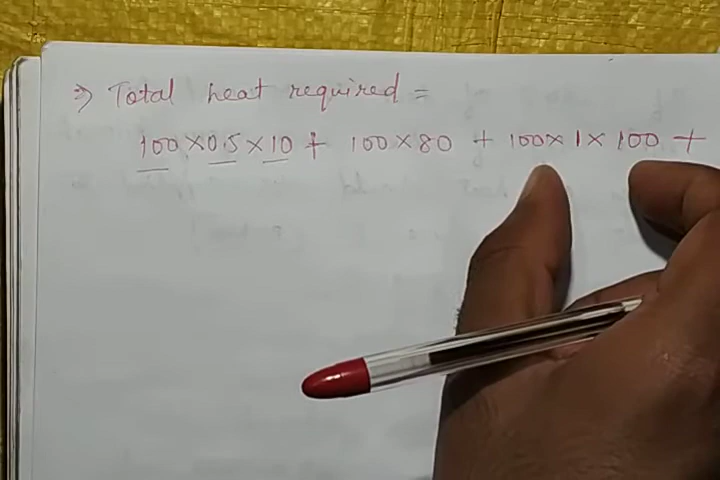 ⇒ Total heat required =
100 × 0.5 × 10 + 100 × 80 + 100 × 1 × 100 +